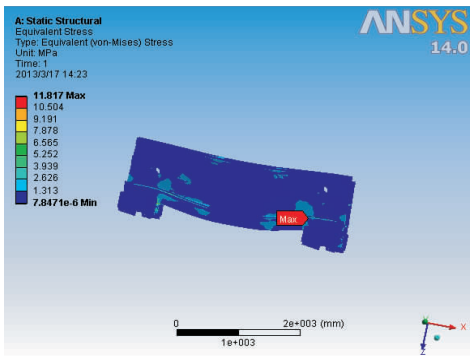 A: Static Structural
Equivalent Stress
Type: Equivalent (von-Mises) Stress
Unit: MPa
Time: 1
2013/3/17 14:23
ANSYS
14.0
11.817 Max
10.504
9.191
7.878
6.565
5.252
3.939
2.626
1.313
7.8471e-6 Min
Max
0 2e+003 (mm)
1e+003
X
Y
Z